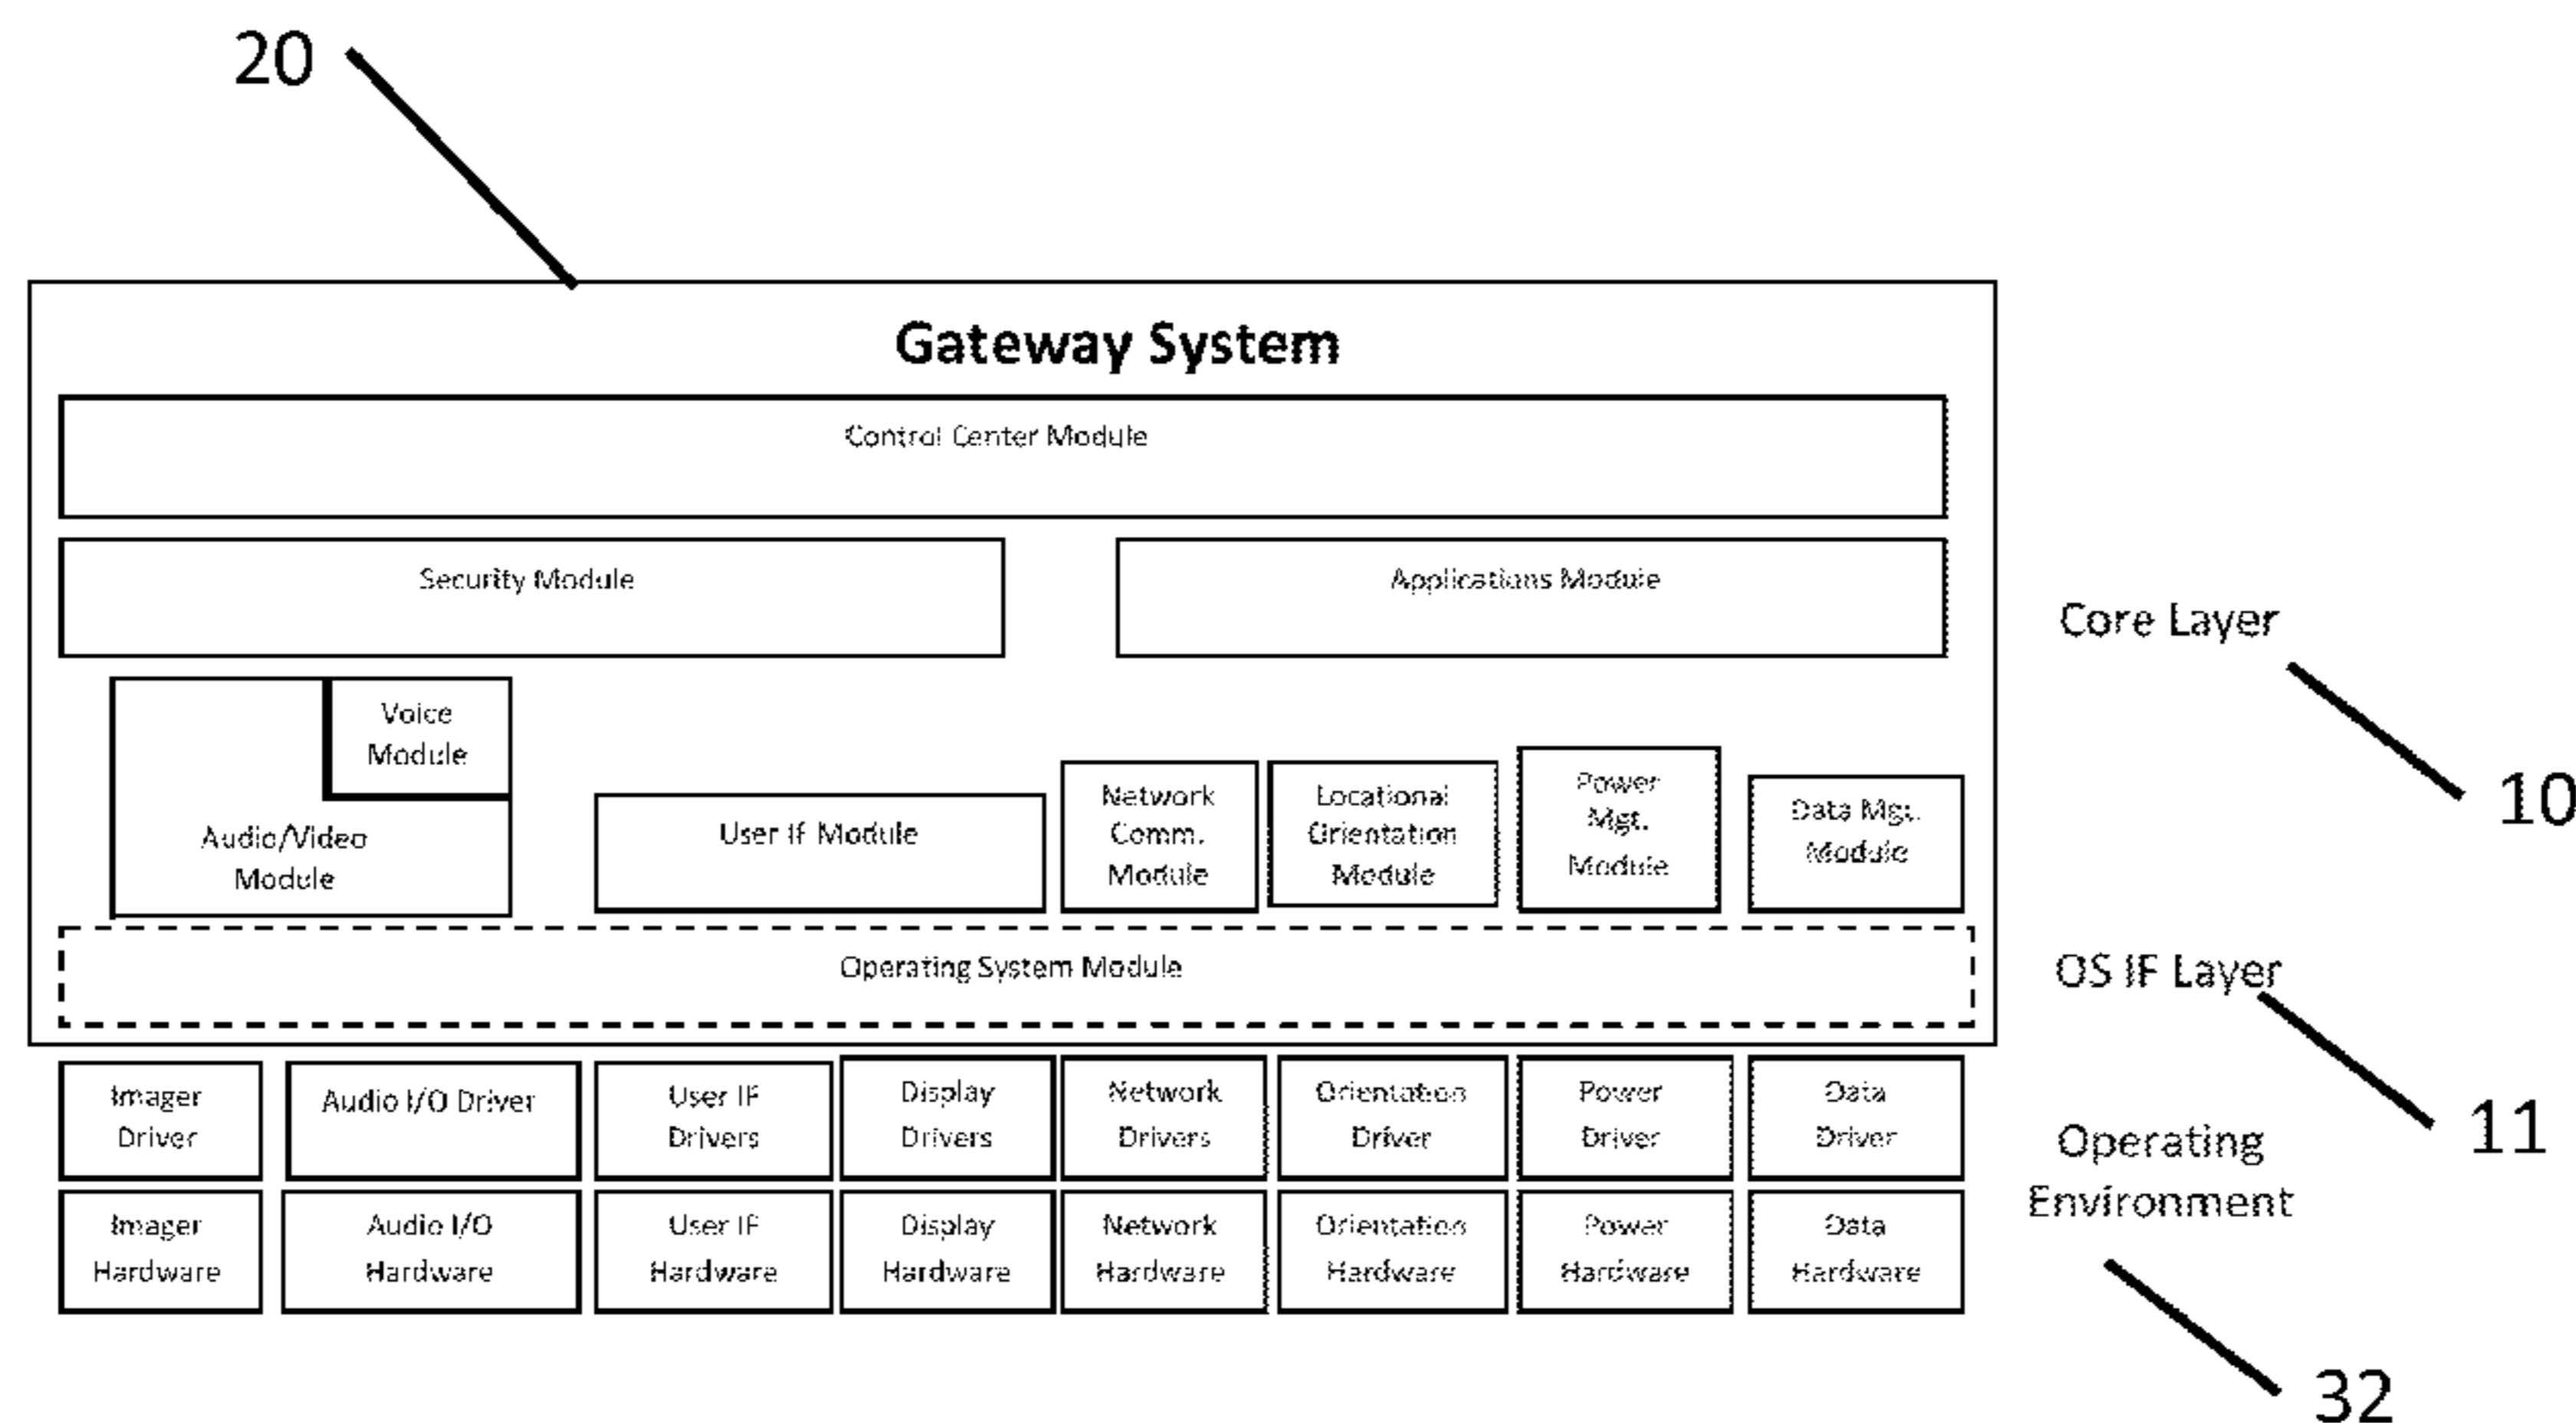 20
Gateway System
Control Center Module
Security Module
Applications Module
Core Layer
10
Voice
Module
Audio/Video
Module
User IF Module
Network
Comm.
Module
Locational
Orientation
Module
Power
Mgt.
Module
Data Mgt.
Module
Operating System Module
OS IF Layer
11
Imager
Driver
Audio I/O Driver
User IF
Drivers
Display
Drivers
Network
Drivers
Orientation
Driver
Power
Driver
Data
Driver
Operating
Environment
32
Imager
Hardware
Audio I/O
Hardware
User IF
Hardware
Display
Hardware
Network
Hardware
Orientation
Hardware
Power
Hardware
Data
Hardware